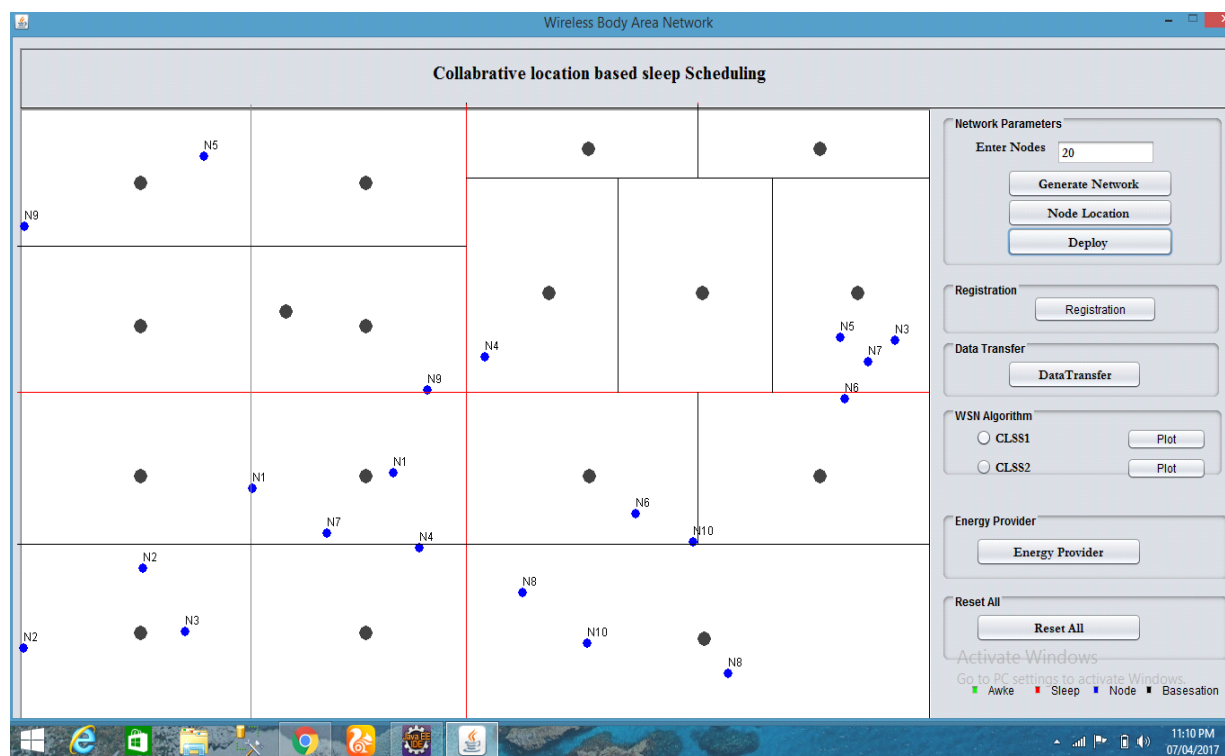 Wireless Body Area Network
Collabrative location based sleep Scheduling
N5
N9
N4
N5
N3
N7
N9
N6
N1
N1
N6
N7
N10
N4
N2
N8
N3
N10
N2
N8
Network Parameters
Enter Nodes 20
Generate Network
Node Location
Deploy
Registration
Registration
Data Transfer
DataTransfer
WSN Algorithm
CLSS1 Plot
CLSS2 Plot
Energy Provider
Energy Provider
Reset All
Reset All
Activate Windows
Go to PC settings to activate Windows.
Awke Sleep Node Basesation
Java EE
IDE
11:10 PM
07/04/2017